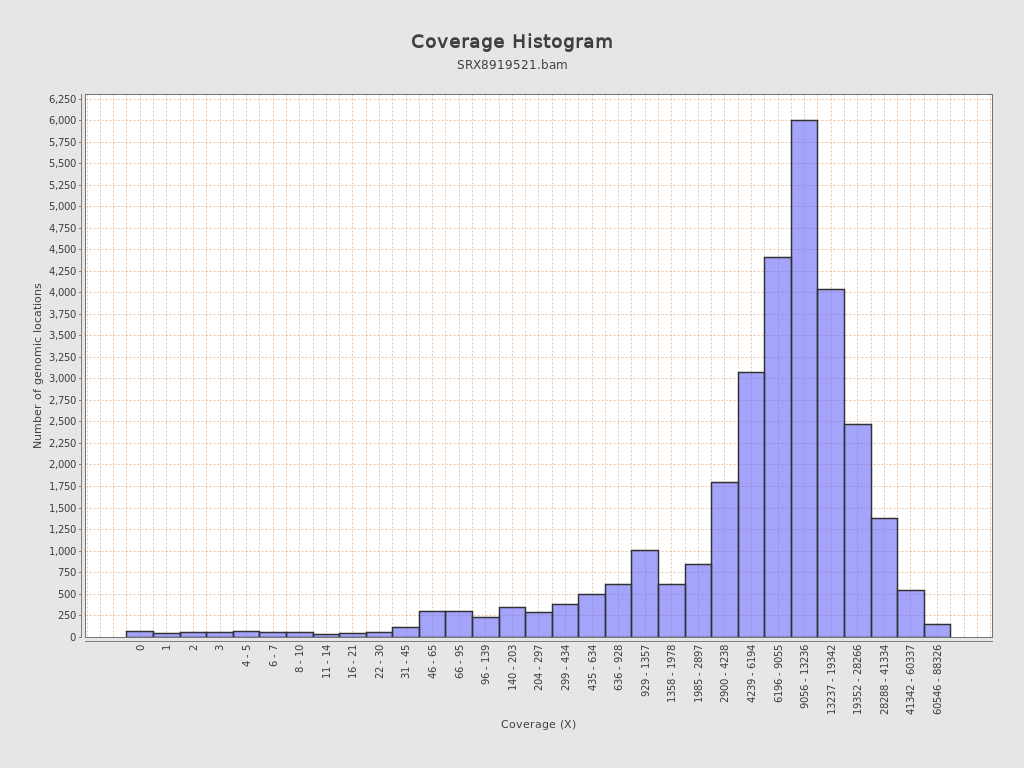 Coverage Histogram
SRX8919521.bam
Number of genomic locations
6,250
6,000
5,750
5,500
5,250
5,000
4,750
4,500
4,250
4,000
3,750
3,500
3,250
3,000
2,750
2,500
2,250
2,000
1,750
1,500
1,250
1,000
750
500
250
0
0
1
2
3
4 - 5
6 - 7
8 - 10
11 - 14
16 - 21
22 - 30
31 - 45
46 - 65
66 - 95
96 - 139
140 - 203
204 - 297
299 - 434
435 - 634
636 - 928
929 - 1357
1358 - 1978
1985 - 2897
2900 - 4238
4239 - 6194
6196 - 9055
9056 - 13236
13237 - 19342
19352 - 28266
28288 - 41334
41342 - 60337
60546 - 88326
Coverage (X)